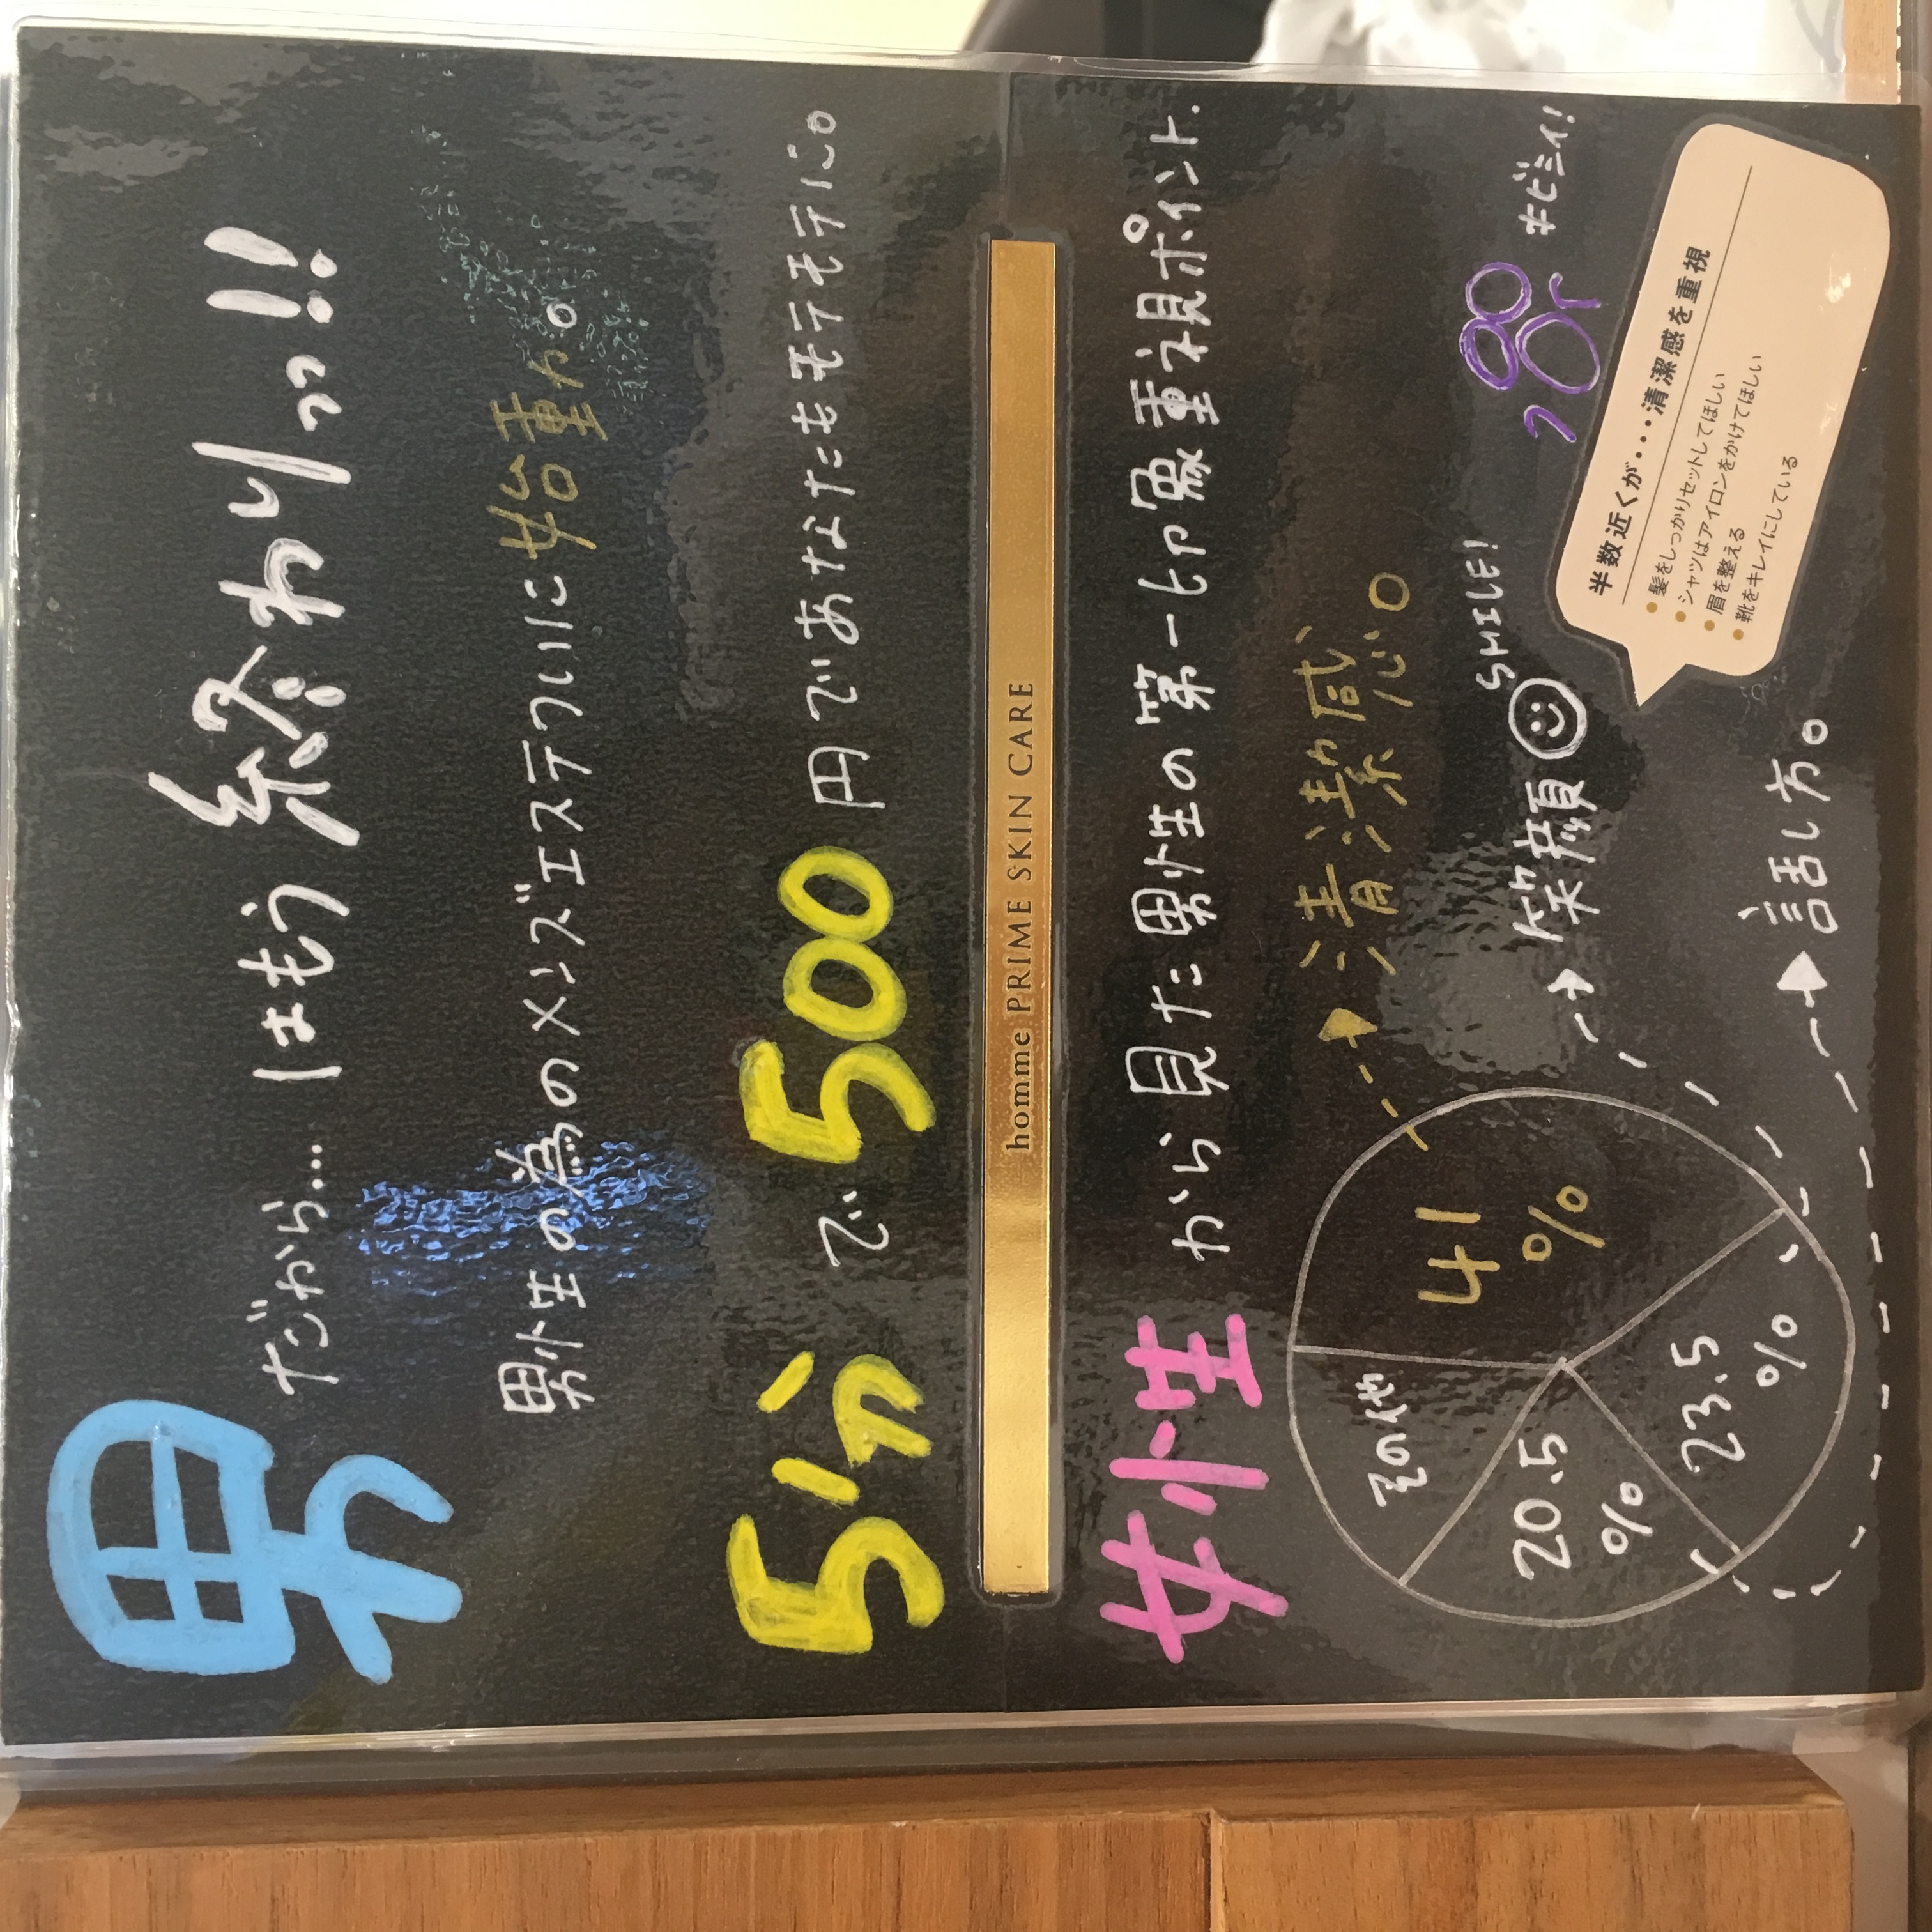 男 だから... はもう 終わりっ!!
男性の為のメンズエステついに始動。
5分で500円であなたもモテモテに。
homme PRIME SKIN CARE
女性から見た男性の第一印象重視ポイント.
41%
清潔感。
その他
20.5%
23.5%
笑顔
SMILE!
話し方。
キビシイ!
半数近くが・・・清潔感を重視
● 髪をしっかりセットしてほしい
● シャツはアイロンをかけてほしい
● 眉を整える
● 靴をキレイにしている